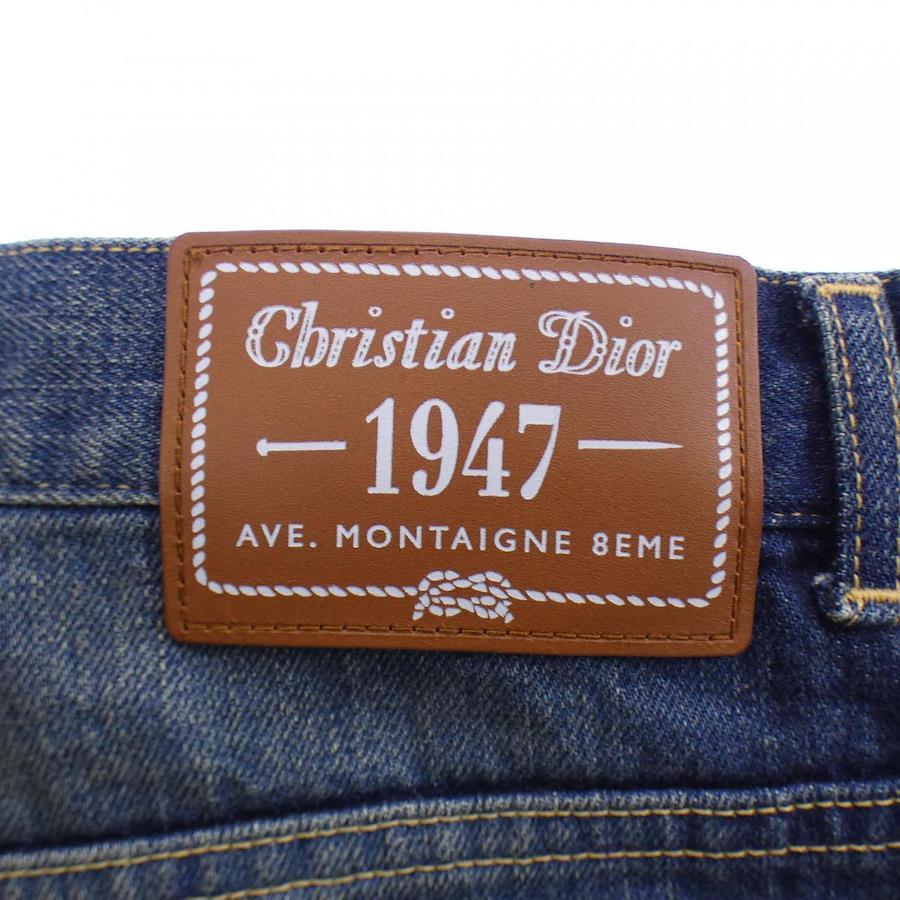 Christian Dior
1947
AVE. MONTAIGNE 8EME